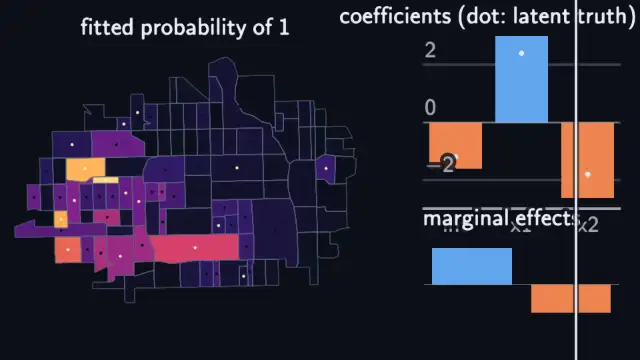 fitted probability of 1
coefficients (dot: latent truth)
2
0
−2
... x1 x2
marginal effects